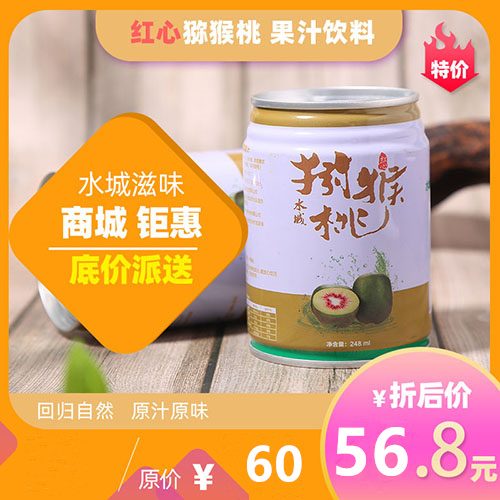 红心猕猴桃 果汁饮料
特价
水城滋味
商城 钜惠
底价派送
红心
猕猴桃
水城
净含量：248 ml
回归自然 原汁原味
¥折后价
原价 ¥ 60
56.8元